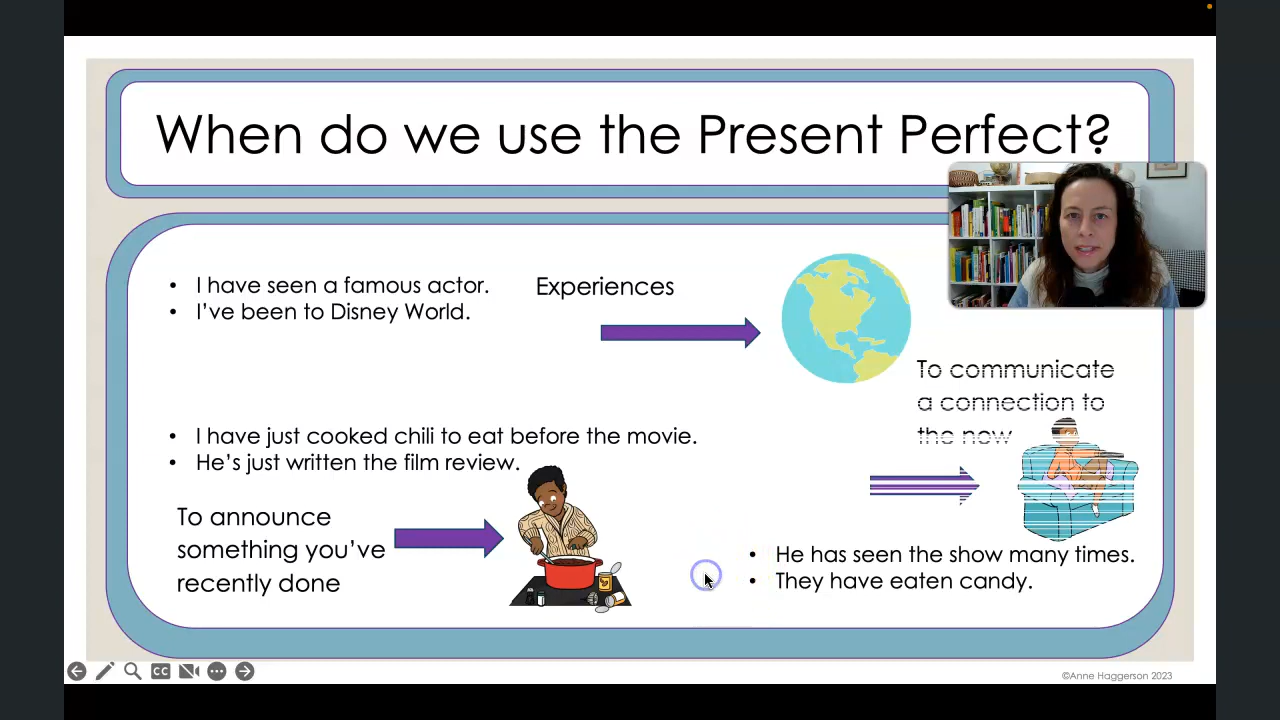 When do we use the Present Perfect?
• I have seen a famous actor.
• I’ve been to Disney World.
Experiences
To communicate
a connection to
the now
• I have just cooked chili to eat before the movie.
• He’s just written the film review.
To announce
something you’ve
recently done
• He has seen the show many times.
• They have eaten candy.
CC
©Anne Haggerson 2023